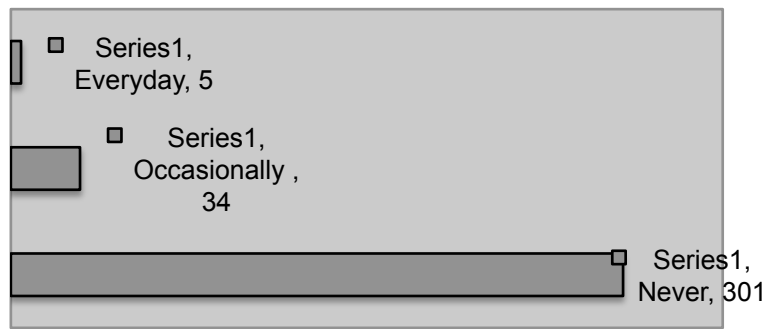 Series1,
Everyday, 5
Series1,
Occasionally ,
34
Series1,
Never, 301